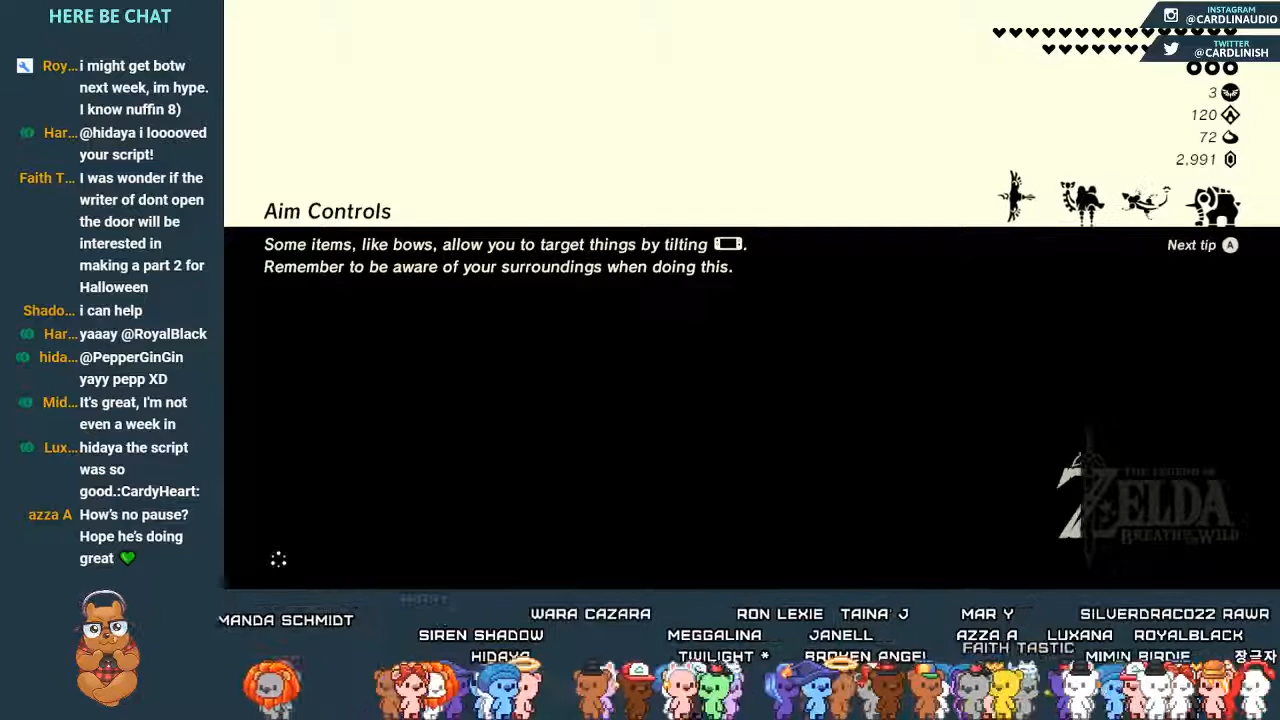 HERE BE CHAT
Roy... i might get botw
next week, im hype.
I know nuffin 8)
Har... @hidaya i looooved
your script!
Faith T... I was wonder if the
writer of dont open
the door will be
interested in
making a part 2 for
Halloween
Shado... i can help
Har... yaaay @RoyalBlack
hida... @PepperGinGin
yayy pepp XD
Mid... It's great, I'm not
even a week in
Lux... hidaya the script
was so
good.:CardyHeart:
azza A How's no pause?
Hope he's doing
great 💚
INSTAGRAM
@CARDLINAUDIO
TWITTER
@CARDLINISH
3
120
72
2,991
Aim Controls
Some items, like bows, allow you to target things by tilting
Remember to be aware of your surroundings when doing this.
Next tip A
THE LEGEND OF
ZELDA
BREATH OF THE WILD
MANDA SCHMIDT
WARA CAZARA
RON LEXIE
TAINA J
MAR Y
SILVERDRACO22 RAWR
SIREN SHADOW
MEGGALINA
JANELL
AZZA A
LUXANA
ROYALBLACK
HIDAYA
TWILIGHT *
BROKEN ANGEL
FAITH TASTIC
MIMIN BIRDIE
장금자